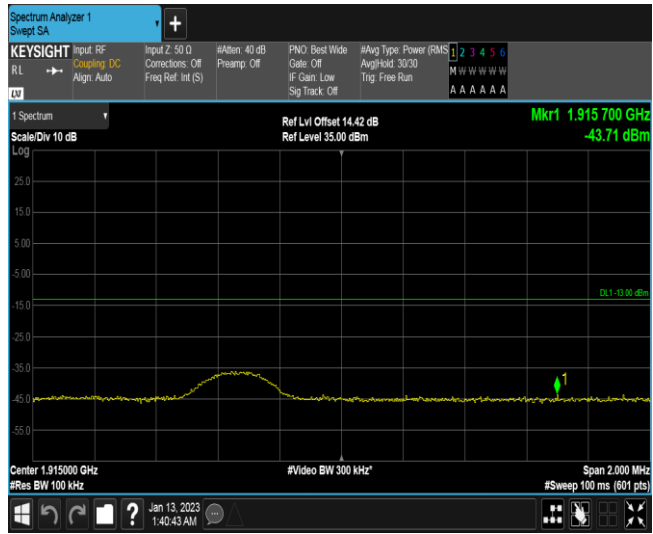 Spectrum Analyzer 1
Swept SA
+
KEYSIGHT
RL
LXI
Input: RF
Coupling: DC
Align: Auto
Input Z: 50 Ω
Corrections: Off
Freq Ref: Int (S)
#Atten: 40 dB
Preamp: Off
PNO: Best Wide
Gate: Off
IF Gain: Low
Sig Track: Off
#Avg Type: Power (RMS
Avg|Hold: 30/30
Trig: Free Run
1 2 3 4 5 6
M W W W W W
A A A A A A
1 Spectrum
Scale/Div 10 dB
Ref Lvl Offset 14.42 dB
Ref Level 35.00 dBm
Mkr1 1.915 700 GHz
-43.71 dBm
Log
25.0
15.0
5.00
-5.00
DL1 -13.00 dBm
-15.0
-25.0
-35.0
1
-45.0
-55.0
Center 1.915000 GHz
#Video BW 300 kHz*
Span 2.000 MHz
#Res BW 100 kHz
#Sweep 100 ms (601 pts)
?
Jan 13, 2023
1:40:43 AM